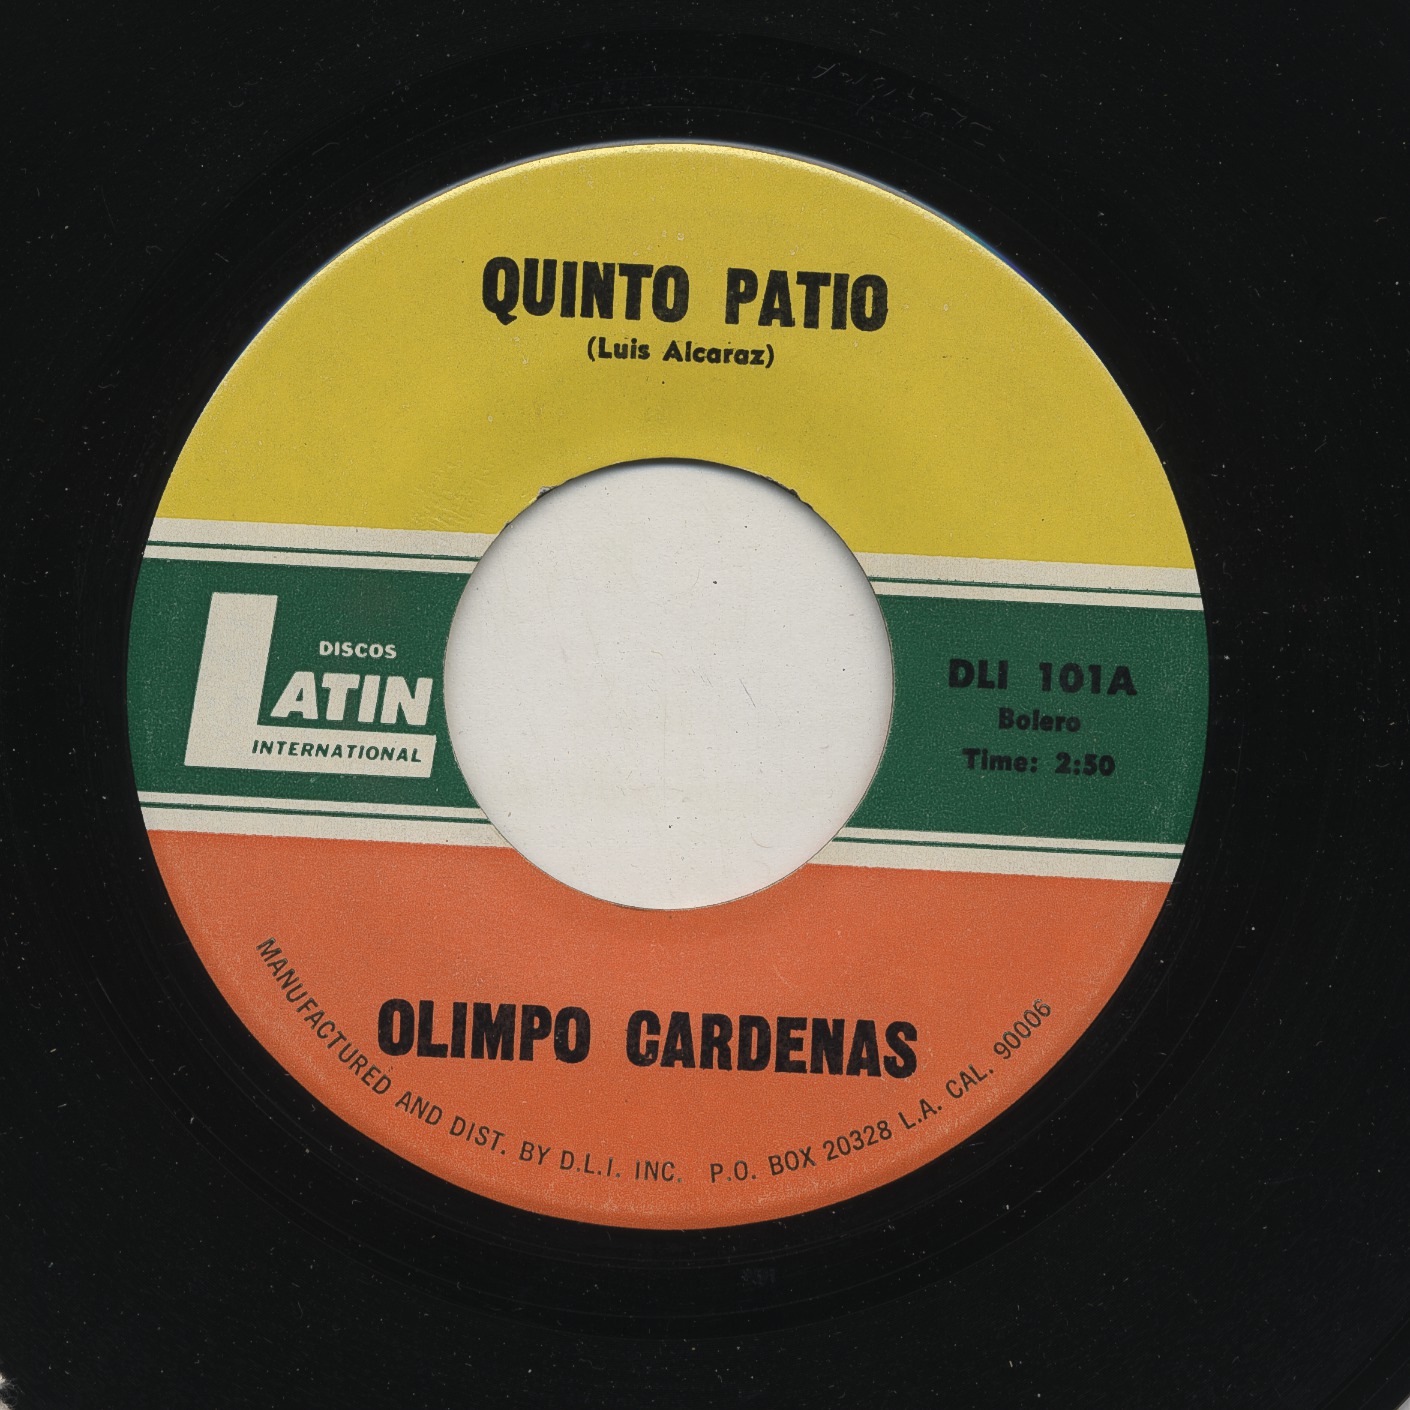 QUINTO PATIO
(Luis Alcaraz)
DISCOS
LATIN
INTERNATIONAL
DLI 101A
Bolero
Time: 2:50
OLIMPO CARDENAS
MANUFACTURED AND DIST. BY D.L.I. INC. P.O. BOX 20328 L.A. CAL. 90006